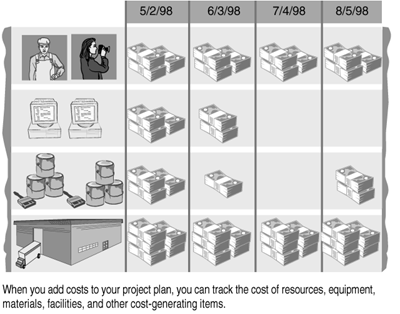 5/2/98 6/3/98 7/4/98 8/5/98
When you add costs to your project plan, you can track the cost of resources, equipment,
materials, facilities, and other cost-generating items.